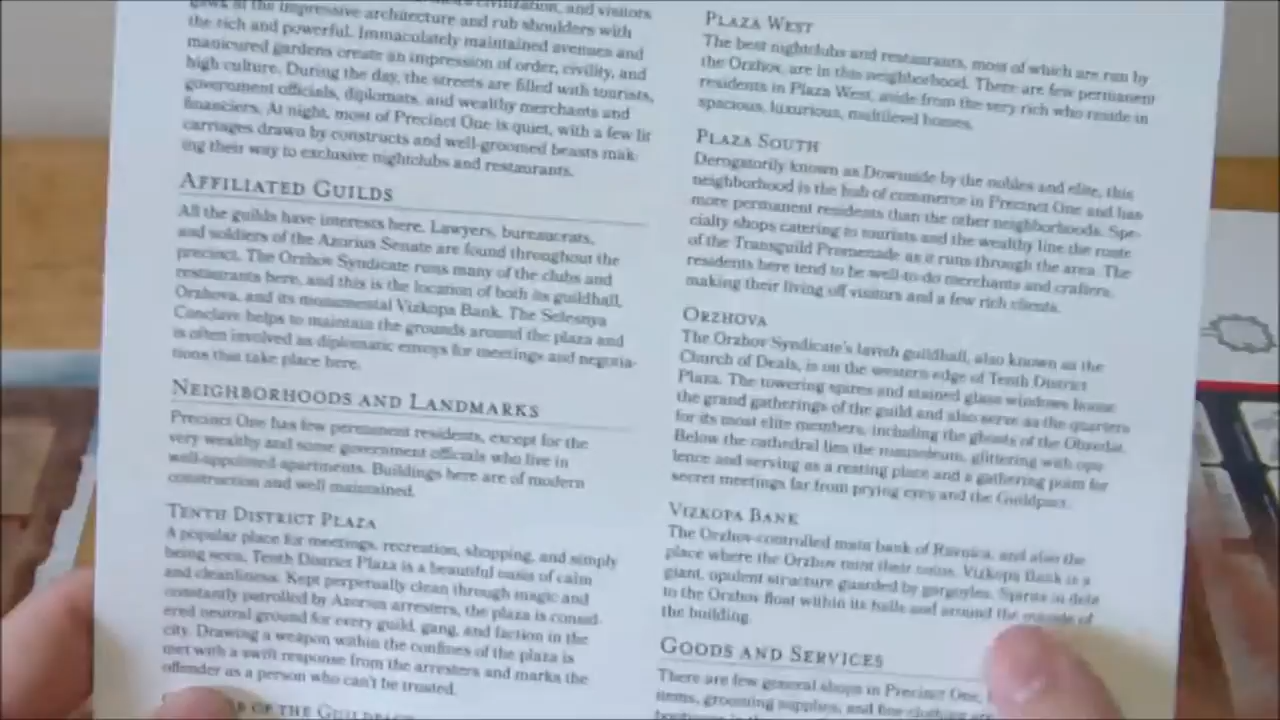 civilization, and visitors
gawk at the impressive architecture and rub shoulders with
the rich and powerful. Immaculately maintained avenues and
manicured gardens create an impression of order, civility, and
high culture. During the day, the streets are filled with tourists,
government officials, diplomats, and wealthy merchants and
financiers. At night, most of Precinct One is quiet, with a few lit
carriages drawn by constructs and well-groomed beasts mak-
ing their way to exclusive nightclubs and restaurants.
AFFILIATED GUILDS
All the guilds have interests here. Lawyers, bureaucrats,
and soldiers of the Azorius Senate are found throughout the
precinct. The Orzhov Syndicate runs many of the clubs and
restaurants here, and this is the location of both its guildhall,
Orzhova, and its monumental Vizkopa Bank. The Selesnya
Conclave helps to maintain the grounds around the plaza and
is often involved as diplomatic envoys for meetings and negotia-
tions that take place here.
NEIGHBORHOODS AND LANDMARKS
Precinct One has few permanent residents, except for the
very wealthy and some government officials who live in
well-appointed apartments. Buildings here are of modern
construction and well maintained.
TENTH DISTRICT PLAZA
A popular place for meetings, recreation, shopping, and simply
being seen, Tenth District Plaza is a beautiful oasis of calm
and cleanliness. Kept perpetually clean through magic and
constantly patrolled by Azorius arresters, the plaza is consid-
ered neutral ground for every guild, gang, and faction in the
city. Drawing a weapon within the confines of the plaza is
met with a swift response from the arresters and marks the
offender as a person who can't be trusted.
OF THE GUILDPACT
PLAZA WEST
The best nightclubs and restaurants, most of which are run by
the Orzhov, are in this neighborhood. There are few permanent
residents in Plaza West, aside from the very rich who reside in
spacious, luxurious, multilevel homes.
PLAZA SOUTH
Derogatorily known as Downside by the nobles and elite, this
neighborhood is the hub of commerce in Precinct One and has
more permanent residents than the other neighborhoods. Spe-
cialty shops catering to tourists and the wealthy line the route
of the Transguild Promenade as it runs through the area. The
residents here tend to be well-to-do merchants and crafters,
making their living off visitors and a few rich clients.
ORZHOVA
The Orzhov Syndicate's lavish guildhall, also known as the
Church of Deals, is on the western edge of Tenth District
Plaza. The towering spires and stained glass windows house
the grand gatherings of the guild and also serve as the quarters
for its most elite members, including the ghosts of the Obzedat.
Below the cathedral lies the mausoleum, glittering with opu-
lence and serving as a resting place and a gathering point for
secret meetings far from prying eyes and the Guildpact.
VIZKOPA BANK
The Orzhov-controlled main bank of Ravnica, and also the
place where the Orzhov mint their coins, Vizkopa Bank is a
giant, opulent structure guarded by gargoyles. Spirits in debt
to the Orzhov float within its halls and around the outside of
the building.
GOODS AND SERVICES
There are few general shops in Precinct One,
items, grooming supplies, and fine clothing are